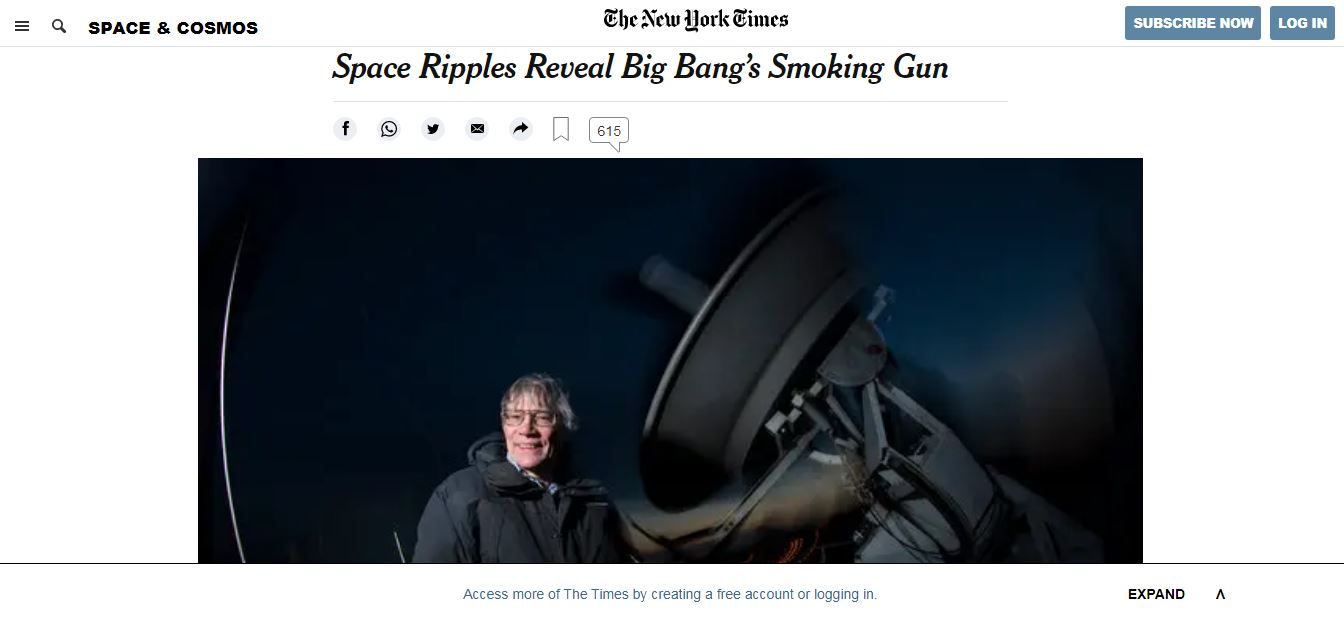 SPACE & COSMOS
The New York Times
SUBSCRIBE NOW
LOG IN
Space Ripples Reveal Big Bang’s Smoking Gun
615
Access more of The Times by creating a free account or logging in.
EXPAND